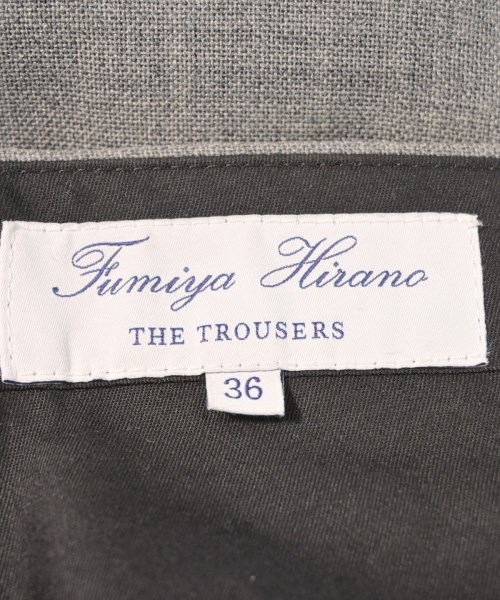 Fumiya Hirano
THE TROUSERS
36